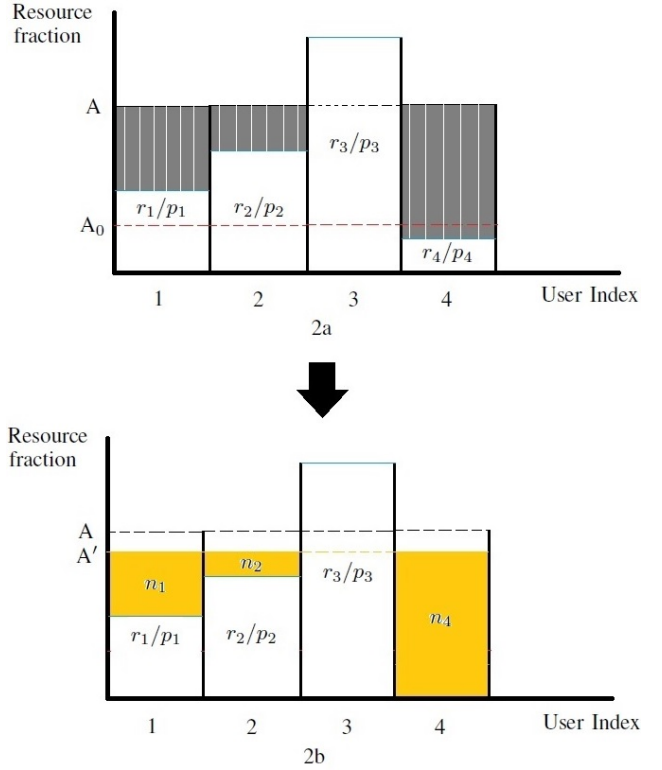 Resource
fraction
A
r₃/p₃
r₁/p₁
r₂/p₂
A₀
r₄/p₄
1
2
3
4
User Index
2a
Resource
fraction
A
A′
n₁
n₂
r₃/p₃
n₄
r₁/p₁
r₂/p₂
1
2
3
4
User Index
2b